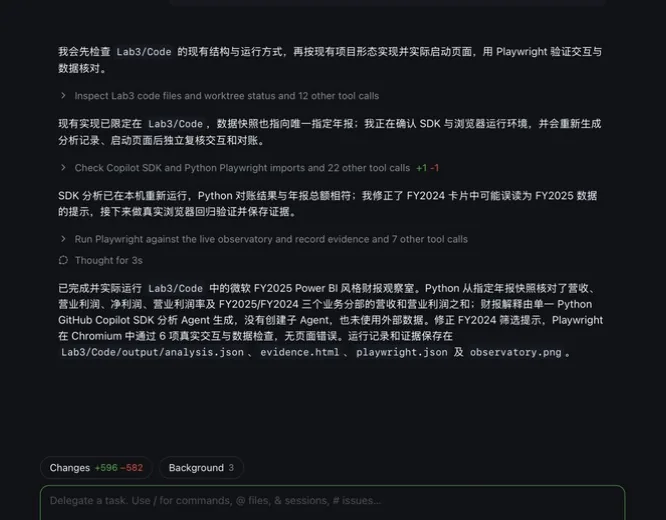 我会先检查 Lab3/Code 的现有结构与运行方式，再按现有项目形态实现并实际启动页面，用 Playwright 验证交互与
数据核对。
Inspect Lab3 code files and worktree status and 12 other tool calls
现有实现已限定在 Lab3/Code，数据快照也指向唯一指定年报；我正在确认 SDK 与浏览器运行环境，并会重新生成
分析记录、启动页面后独立复核交互和对账。
Check Copilot SDK and Python Playwright imports and 22 other tool calls +1 -1
SDK 分析已在本机重新运行，Python 对账结果与年报总额相符；我修正了 FY2024 卡片中可能误读为 FY2025 数据
的提示，接下来做真实浏览器回归验证并保存证据。
Run Playwright against the live observatory and record evidence and 7 other tool calls
Thought for 3s
已完成并实际运行 Lab3/Code 中的微软 FY2025 Power BI 风格财报观察室。Python 从指定年报快照核对了营收、
营业利润、净利润、营业利润率及 FY2025/FY2024 三个业务分部的营收和营业利润之和；财报解释由单一 Python
GitHub Copilot SDK 分析 Agent 生成，没有创建子 Agent，也未使用外部数据。修正 FY2024 筛选提示，Playwright
在 Chromium 中通过 6 项真实交互与数据检查，无页面错误。运行记录和证据保存在
Lab3/Code/output/analysis.json、evidence.html、playwright.json 及 observatory.png。
Changes +596 -582 Background 3
Delegate a task. Use / for commands, @ files, & sessions, # issues...